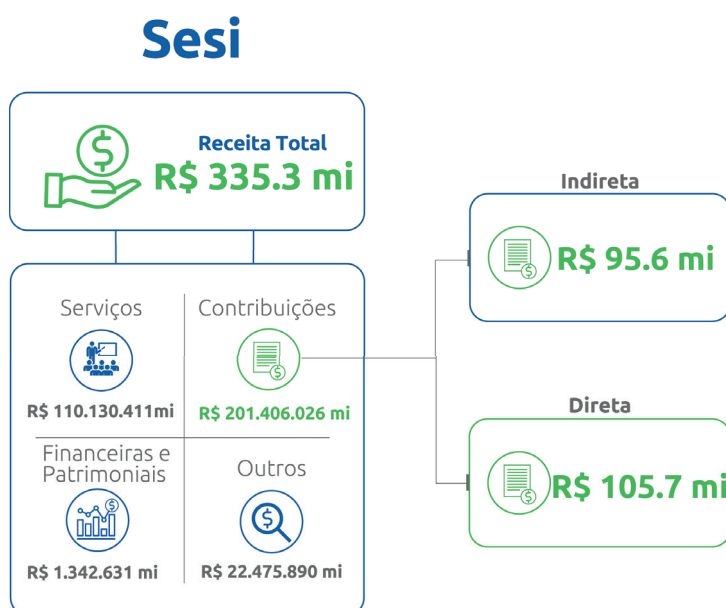 Sesi
Receita Total
R$ 335.3 mi
Serviços
R$ 110.130.411mi
Contribuições
R$ 201.406.026 mi
Financeiras e
Patrimoniais
R$ 1.342.631 mi
Outros
R$ 22.475.890 mi
Indireta
R$ 95.6 mi
Direta
R$ 105.7 mi